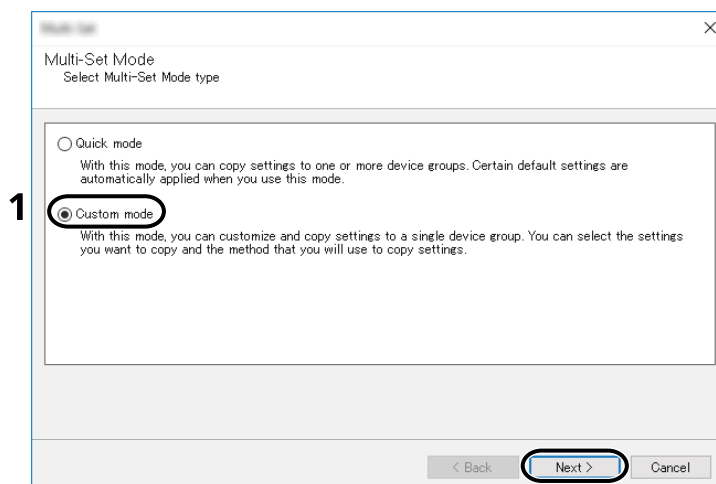 Multi-Set Mode
Select Multi-Set Mode type
Quick mode
With this mode, you can copy settings to one or more device groups. Certain default settings are
automatically applied when you use this mode.
1
Custom mode
With this mode, you can customize and copy settings to a single device group. You can select the settings
you want to copy and the method that you will use to copy settings.
< Back
Next >
Cancel